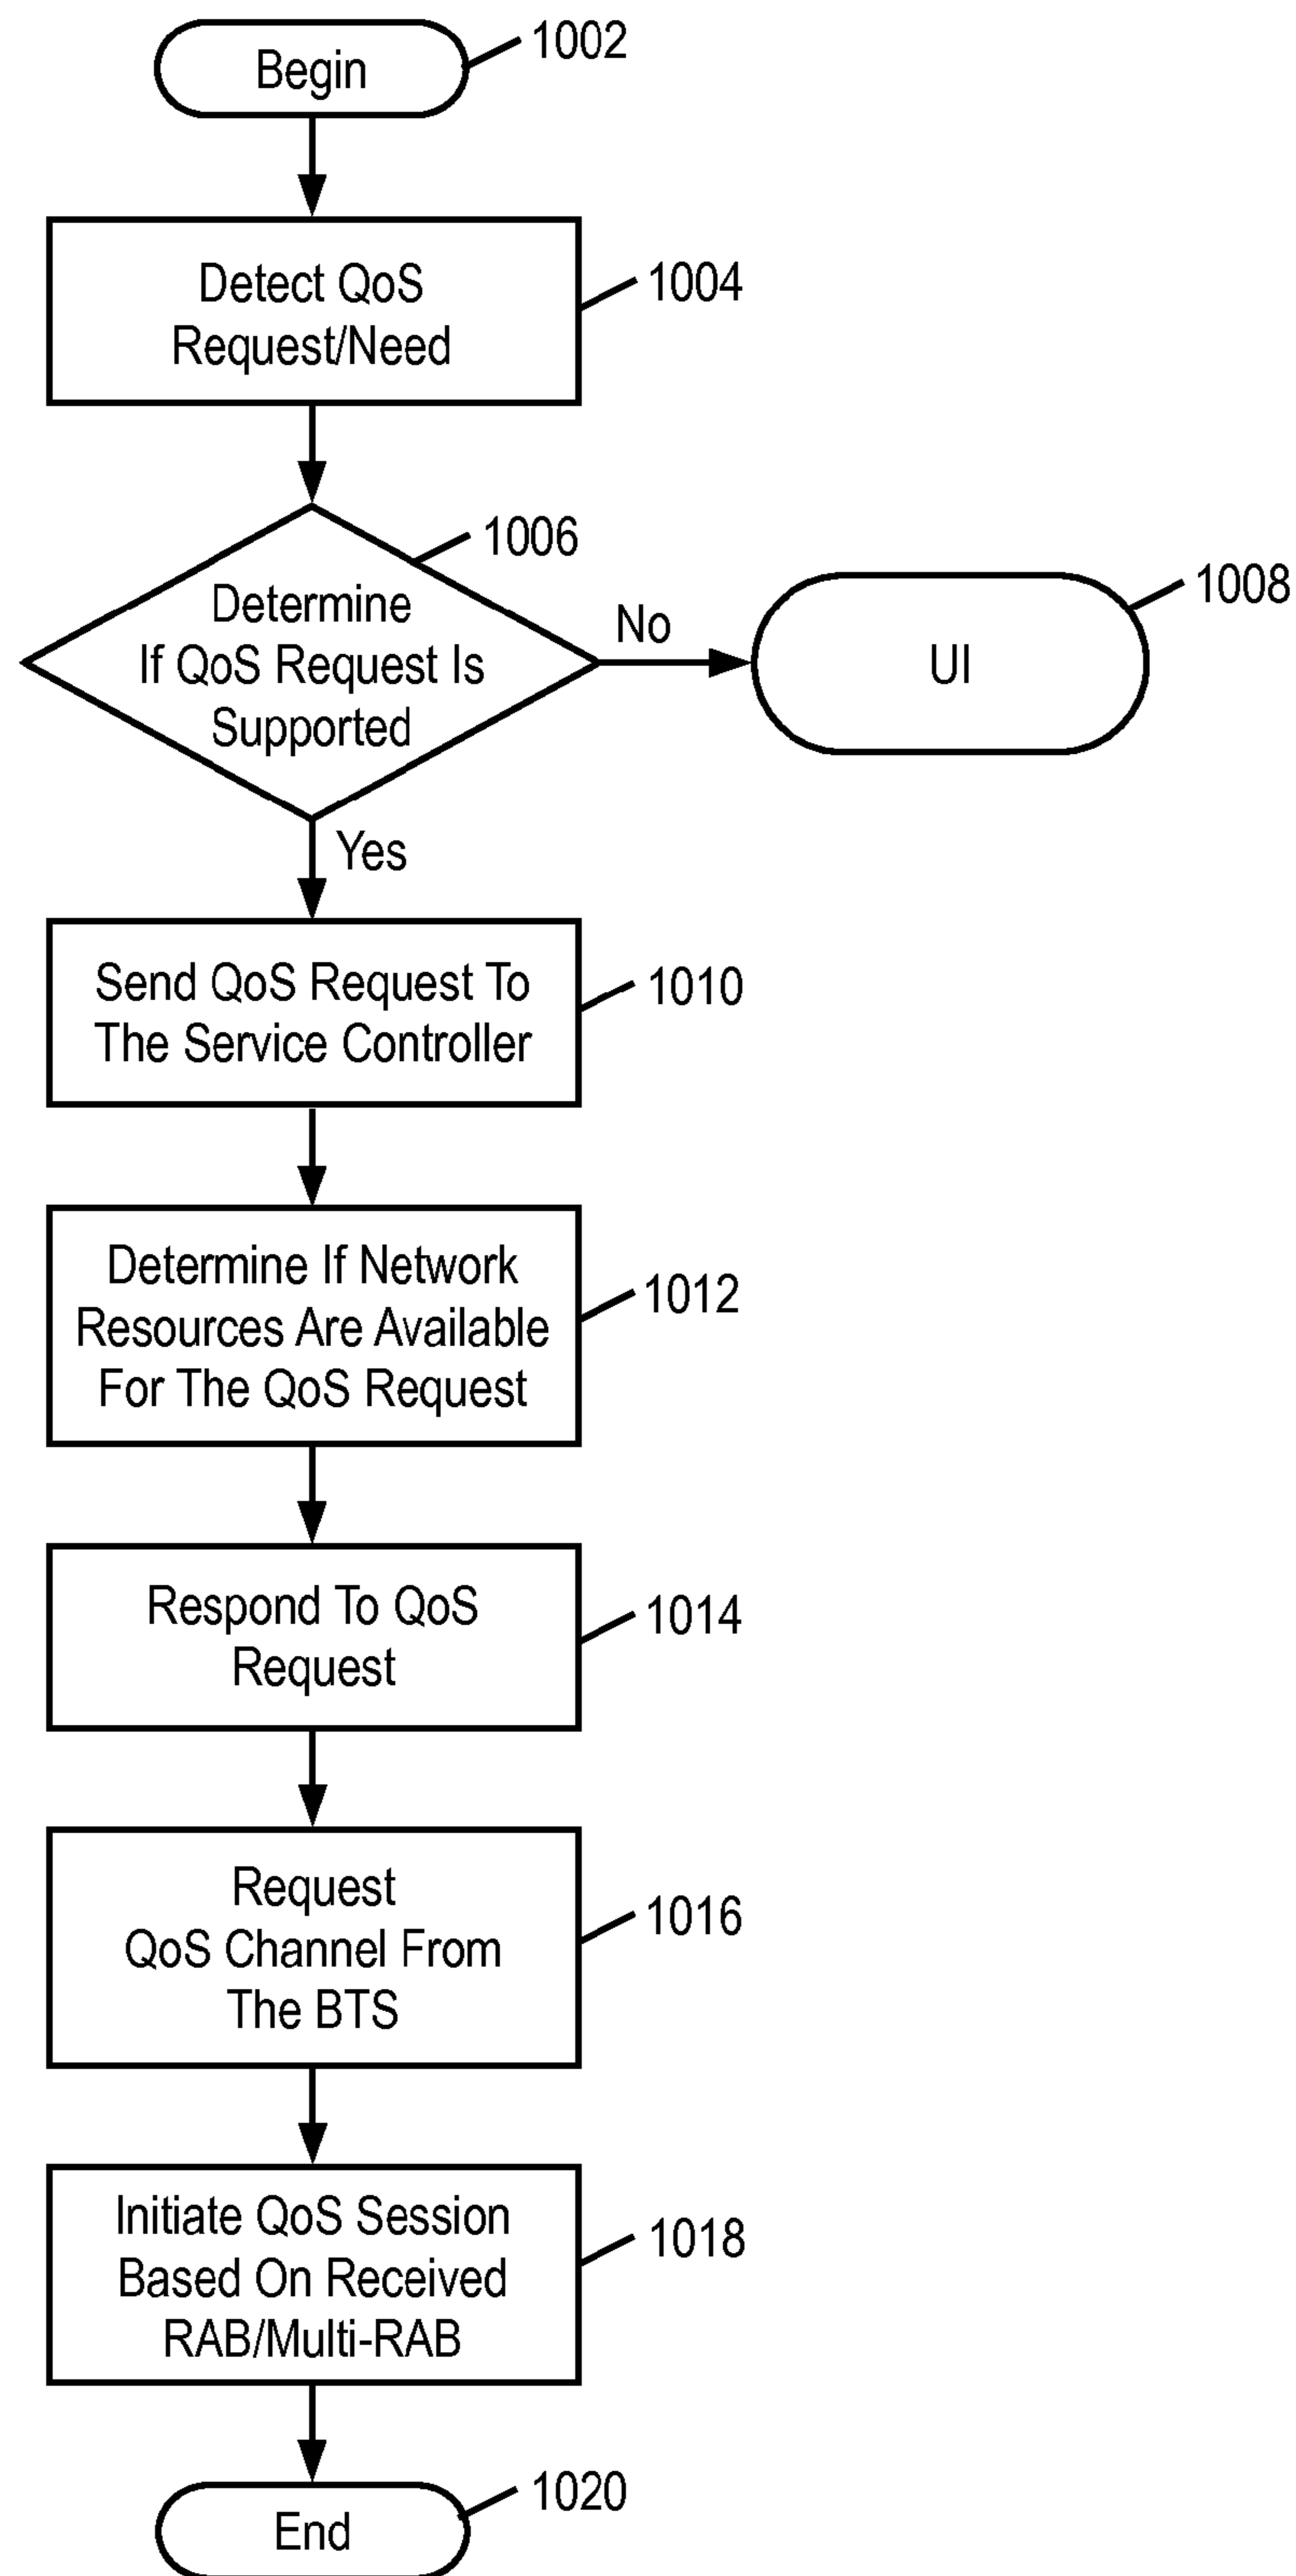 Begin
1002
Detect QoS
Request/Need
1004
1006
Determine
If QoS Request Is
Supported
No
UI
1008
Yes
Send QoS Request To
The Service Controller
1010
Determine If Network
Resources Are Available
For The QoS Request
1012
Respond To QoS
Request
1014
Request
QoS Channel From
The BTS
1016
Initiate QoS Session
Based On Received
RAB/Multi-RAB
1018
End
1020